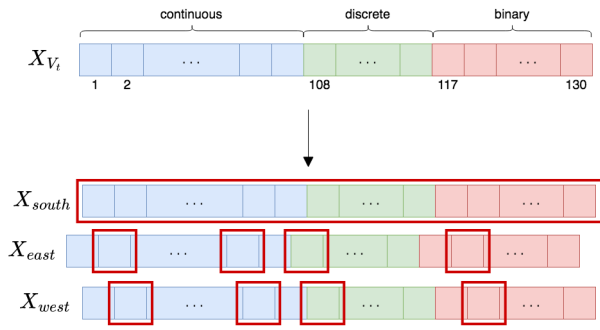 continuous discrete binary
X_{V_t} ... ... ...
1 2 108 117 130
X_{south} ... ... ...
X_{east} ... ... ...
X_{west} ... ... ...